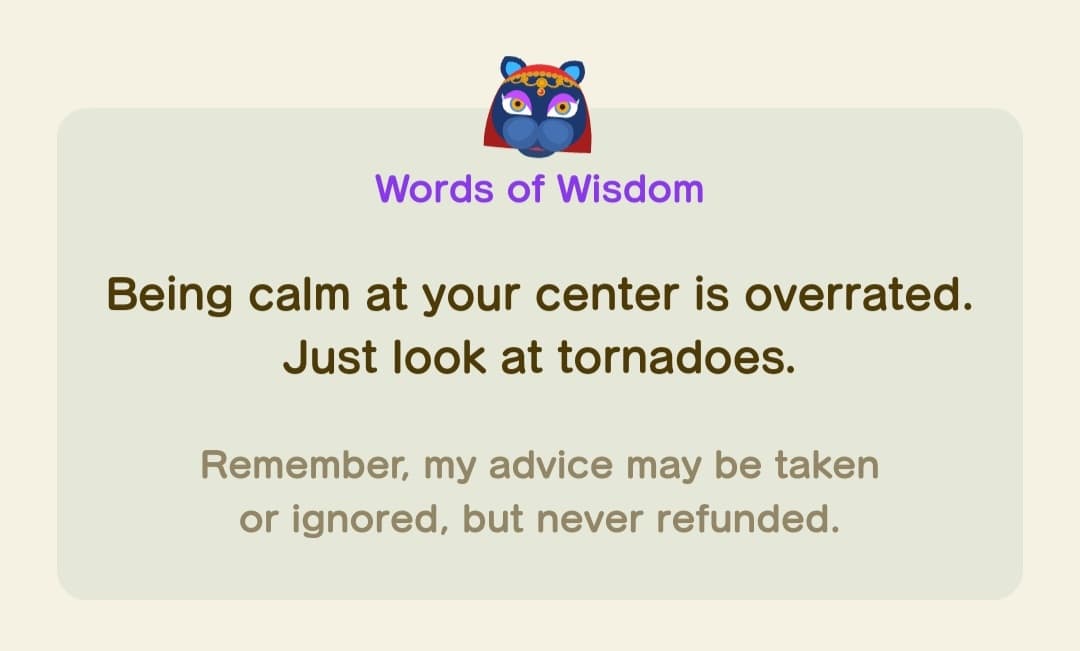 Words of Wisdom
Being calm at your center is overrated.
Just look at tornadoes.
Remember, my advice may be taken
or ignored, but never refunded.